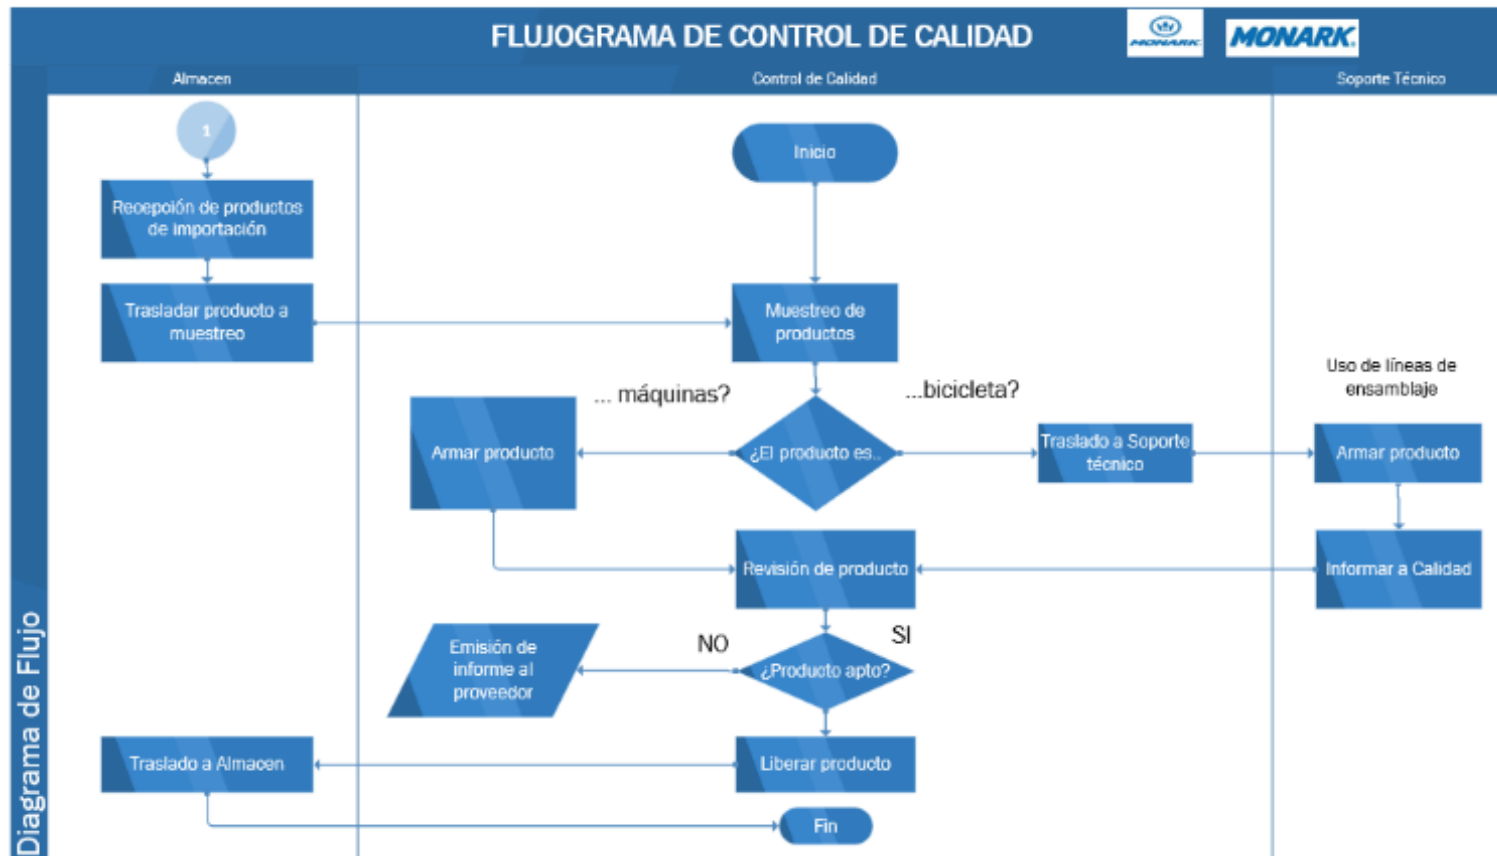 FLUJOGRAMA DE CONTROL DE CALIDAD
MONARK
MONARK.
Almacen
Control de Calidad
Soporte Técnico
1
Inicio
Recepción de productos
de importación
Trasladar producto a
muestreo
Muestreo de
productos
Uso de líneas de
ensamblaje
... máquinas?
...bicicleta?
Armar producto
¿El producto es..
Traslado a Soporte
técnico
Armar producto
Revisión de producto
Informar a Calidad
NO
SI
Emisión de
informe al
proveedor
¿Producto apto?
Traslado a Almacen
Liberar producto
Fin
Diagrama de Flujo